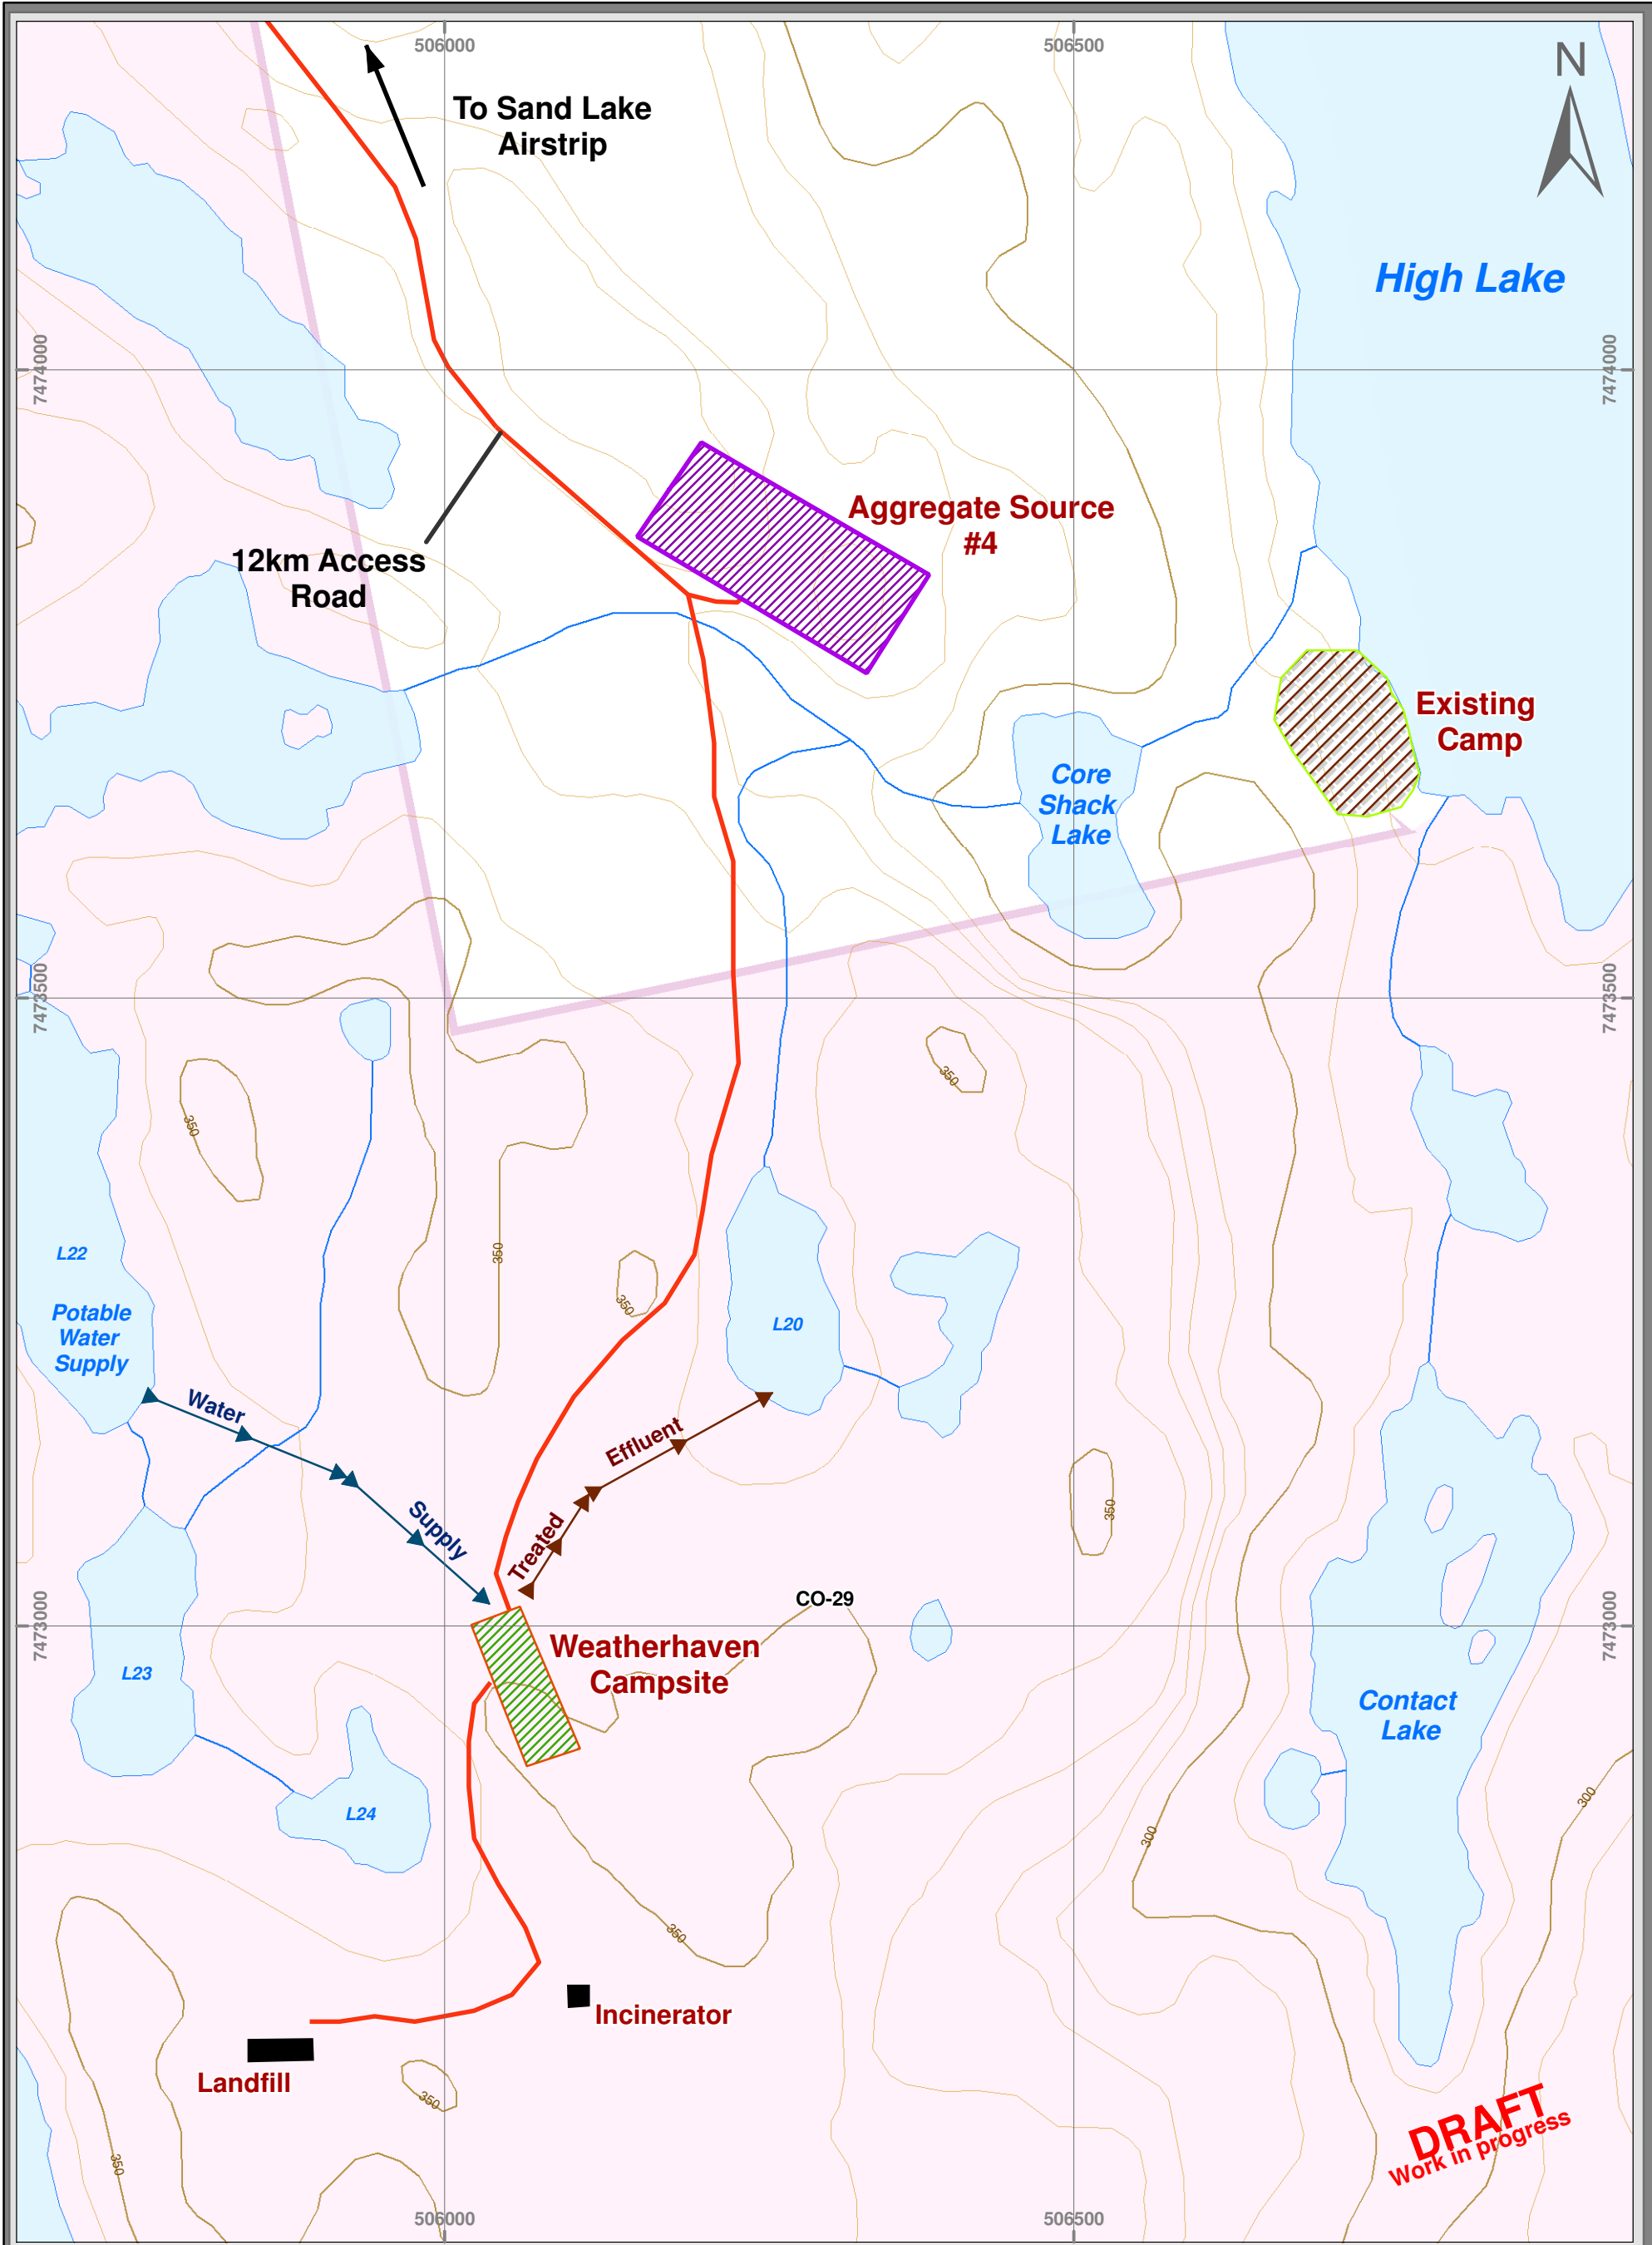 506000
506500
N
To Sand Lake
Airstrip
High Lake
7474000
7474000
Aggregate Source
#4
12km Access
Road
Existing
Camp
Core
Shack
Lake
7473500
7473500
350
350
L22
350
350
Potable
Water
Supply
L20
Water
Effluent
Supply
Treated
350
CO-29
7473000
7473000
Weatherhaven
Campsite
L23
Contact
Lake
L24
300
300
350
Incinerator
Landfill
350
350
DRAFT
Work in progress
506000
506500